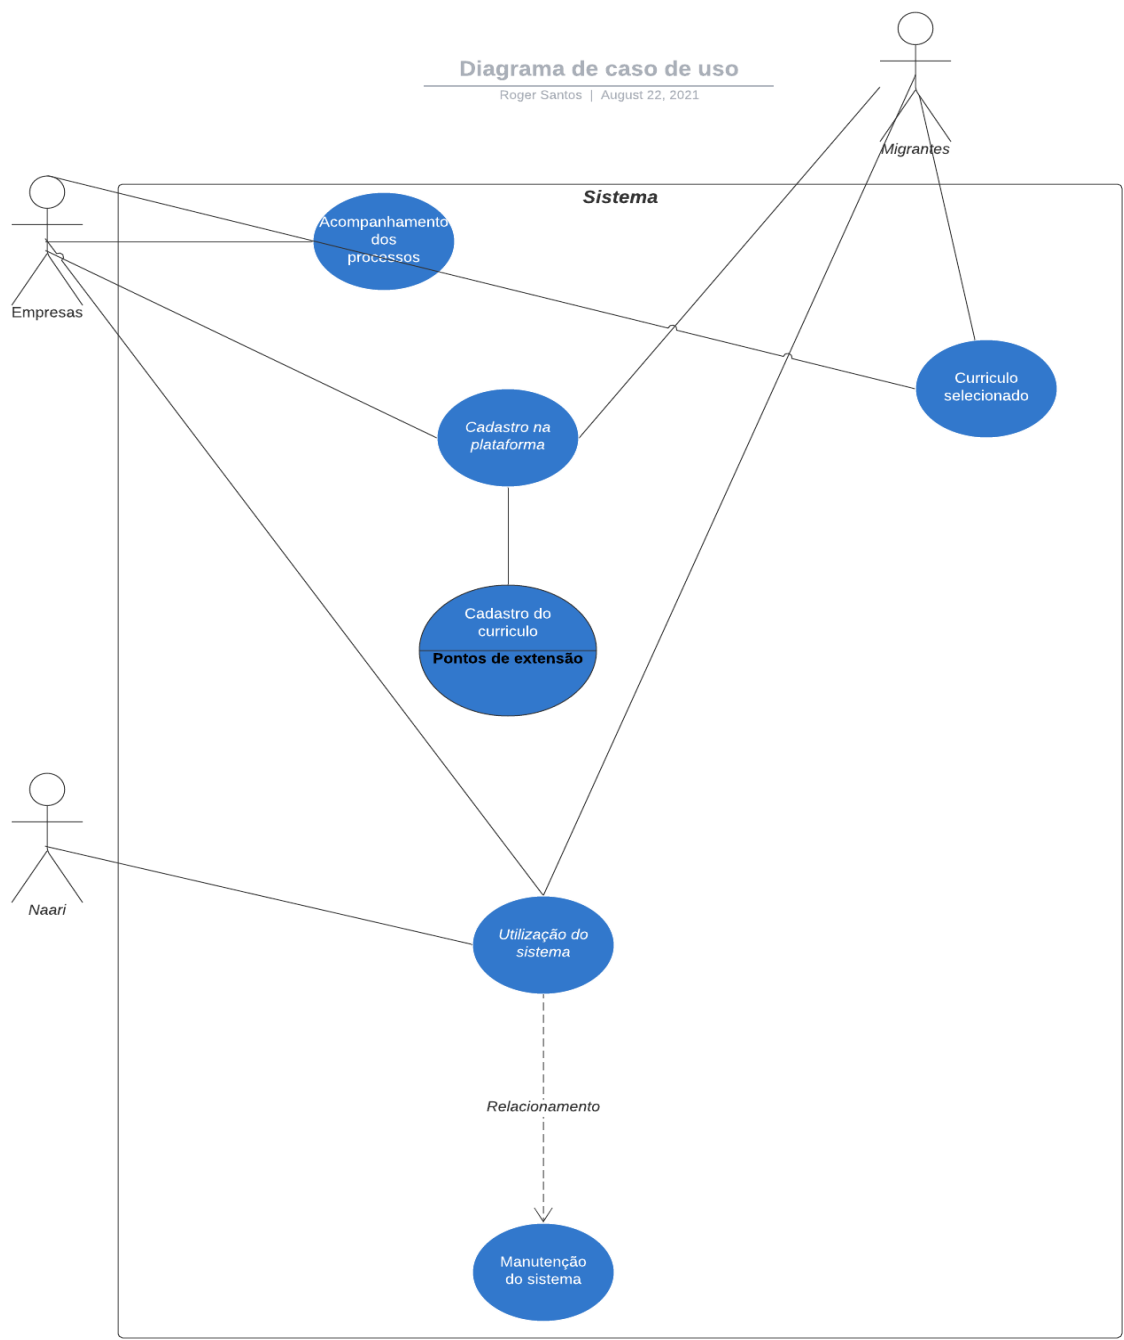 Diagrama de caso de uso
Roger Santos | August 22, 2021
Migrantes
Sistema
Acompanhamento
dos
processos
Empresas
Curriculo
selecionado
Cadastro na
plataforma
Cadastro do
curriculo
Pontos de extensão
Naari
Utilização do
sistema
Relacionamento
Manutenção
do sistema